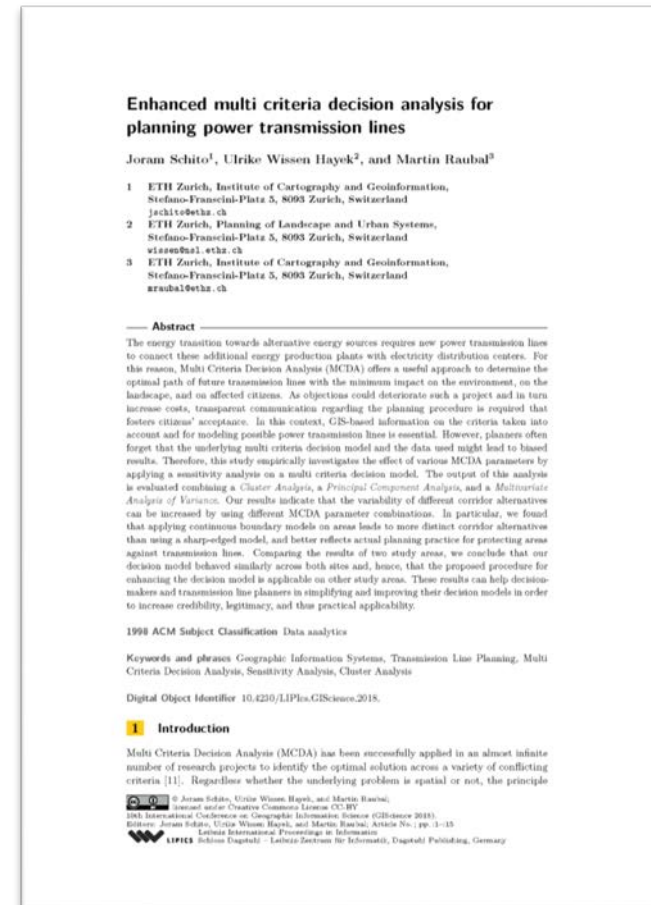 Enhanced multi criteria decision analysis for
planning power transmission lines
Joram Schito1, Ulrike Wissen Hayek2, and Martin Raubal3
1 ETH Zurich, Institute of Cartography and Geoinformation,
Stefano-Franscini-Platz 5, 8093 Zurich, Switzerland
jschito@ethz.ch
2 ETH Zurich, Planning of Landscape and Urban Systems,
Stefano-Franscini-Platz 5, 8093 Zurich, Switzerland
wissen@nsl.ethz.ch
3 ETH Zurich, Institute of Cartography and Geoinformation,
Stefano-Franscini-Platz 5, 8093 Zurich, Switzerland
mraubal@ethz.ch
Abstract
The energy transition towards alternative energy sources requires new power transmission lines
to connect these additional energy production plants with electricity distribution centers. For
this reason, Multi Criteria Decision Analysis (MCDA) offers a useful approach to determine the
optimal path of future transmission lines with the minimum impact on the environment, on the
landscape, and on affected citizens. As objections could deteriorate such a project and in turn
increase costs, transparent communication regarding the planning procedure is required that
fosters citizens' acceptance. In this context, GIS-based information on the criteria taken into
account and for modeling possible power transmission lines is essential. However, planners often
forget that the underlying multi criteria decision model and the data used might lead to biased
results. Therefore, this study empirically investigates the effect of various MCDA parameters by
applying a sensitivity analysis on a multi criteria decision model. The output of this analysis
is evaluated combining a Cluster Analysis, a Principal Component Analysis, and a Multivariate
Analysis of Variance. Our results indicate that the variability of different corridor alternatives
can be increased by using different MCDA parameter combinations. In particular, we found
that applying continuous boundary models on areas leads to more distinct corridor alternatives
than using a sharp-edged model, and better reflects actual planning practice for protecting areas
against transmission lines. Comparing the results of two study areas, we conclude that our
decision model behaved similarly across both sites and, hence, that the proposed procedure for
enhancing the decision model is applicable on other study areas. These results can help decision-
makers and transmission line planners in simplifying and improving their decision models in order
to increase credibility, legitimacy, and thus practical applicability.
1998 ACM Subject Classification Data analytics
Keywords and phrases Geographic Information Systems, Transmission Line Planning, Multi
Criteria Decision Analysis, Sensitivity Analysis, Cluster Analysis
Digital Object Identifier 10.4230/LIPIcs.GIScience.2018.
1 Introduction
Multi Criteria Decision Analysis (MCDA) has been successfully applied in an almost infinite
number of research projects to identify the optimal solution across a variety of conflicting
criteria [11]. Regardless whether the underlying problem is spatial or not, the principle
© Joram Schito, Ulrike Wissen Hayek, and Martin Raubal;
licensed under Creative Commons License CC-BY
10th International Conference on Geographic Information Science (GIScience 2018).
Editors: Joram Schito, Ulrike Wissen Hayek, and Martin Raubal; Article No. ; pp. :1–:15
Leibniz International Proceedings in Informatics
LIPICS Schloss Dagstuhl – Leibniz-Zentrum für Informatik, Dagstuhl Publishing, Germany